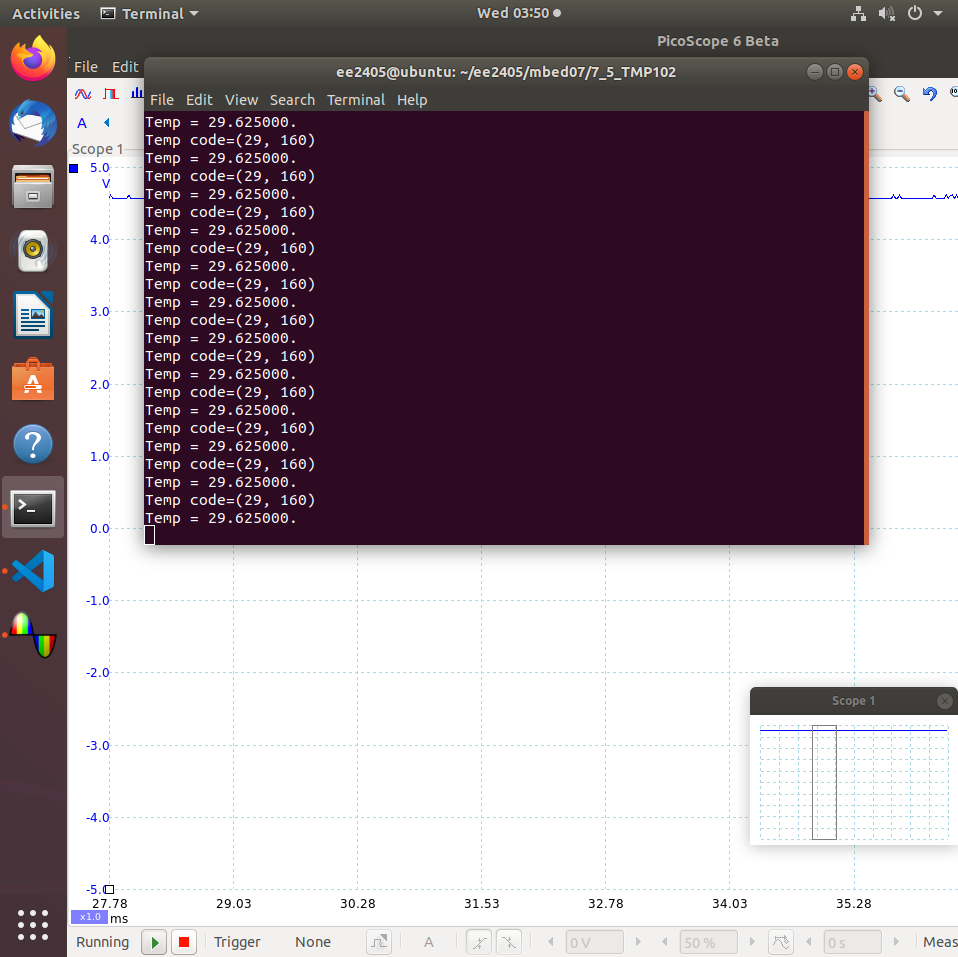 Activities Terminal Wed 03:50
PicoScope 6 Beta
File Edit
ee2405@ubuntu: ~/ee2405/mbed07/7_5_TMP102
File Edit View Search Terminal Help
A
Scope 1
Temp = 29.625000.
Temp code=(29, 160)
Temp = 29.625000.
Temp code=(29, 160)
Temp = 29.625000.
Temp code=(29, 160)
Temp = 29.625000.
Temp code=(29, 160)
Temp = 29.625000.
Temp code=(29, 160)
Temp = 29.625000.
Temp code=(29, 160)
Temp = 29.625000.
Temp code=(29, 160)
Temp = 29.625000.
Temp code=(29, 160)
Temp = 29.625000.
Temp code=(29, 160)
Temp = 29.625000.
Temp code=(29, 160)
Temp = 29.625000.
Temp code=(29, 160)
Temp = 29.625000.
5.0
V
4.0
3.0
2.0
1.0
0.0
-1.0
-2.0
-3.0
-4.0
-5.0
Scope 1
27.78 29.03 30.28 31.53 32.78 34.03 35.28
x1.0 ms
Running Trigger None A 0 V 50 % 0 s Meas